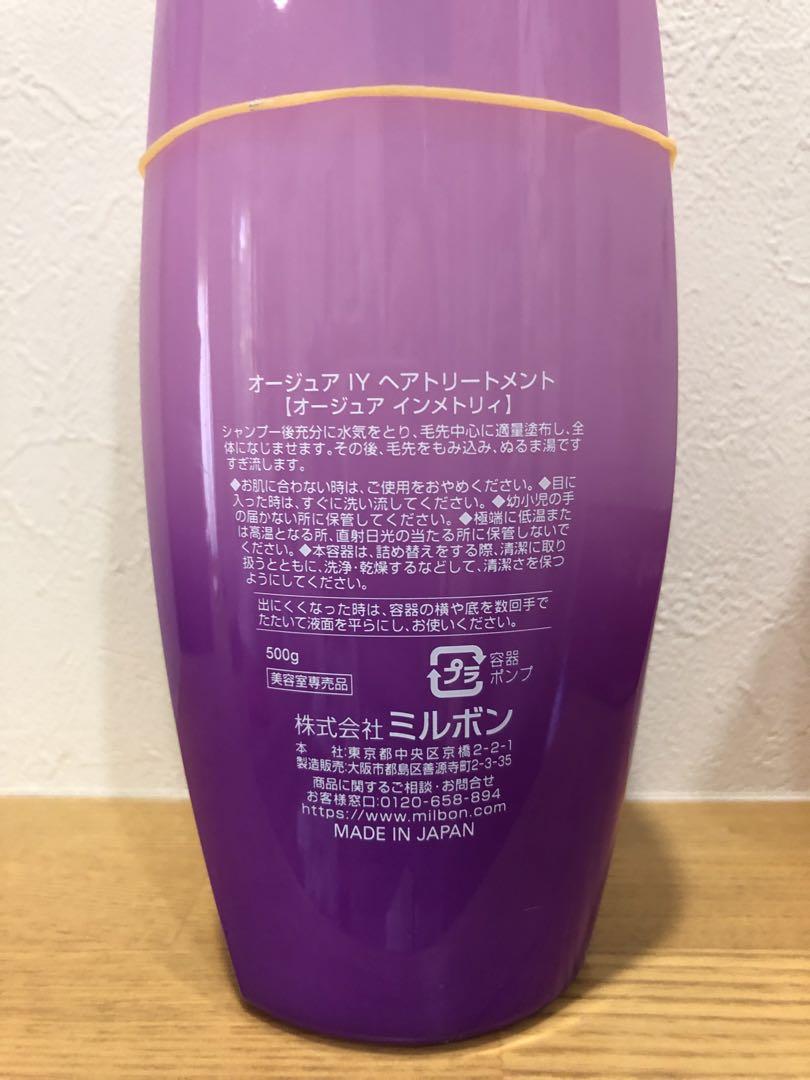 オージュア IY ヘアトリートメント
【オージュア インメトリィ】
シャンプー後充分に水気をとり、毛先中心に適量塗布し、全
体になじませます。その後、毛先をもみ込み、ぬるま湯です
すぎ流します。
◆お肌に合わない時は、ご使用をおやめください。◆目に
入った時は、すぐに洗い流してください。◆幼小児の手
の届かない所に保管してください。◆極端に低温また
は高温となる所、直射日光の当たる所に保管しないで
ください。◆本容器は、詰め替えをする際、清潔に取り
扱うとともに、洗浄・乾燥するなどして、清潔さを保つ
ようにしてください。
出にくくなった時は、容器の横や底を数回手で
たたいて液面を平らにし、お使いください。
500g
美容室専売品
プラ
容器
ポンプ
株式会社 ミルボン
本 社:東京都中央区京橋2-2-1
製造販売:大阪市都島区善源寺町2-3-35
商品に関するご相談・お問合せ
お客様窓口:0120-658-894
https://www.milbon.com
MADE IN JAPAN